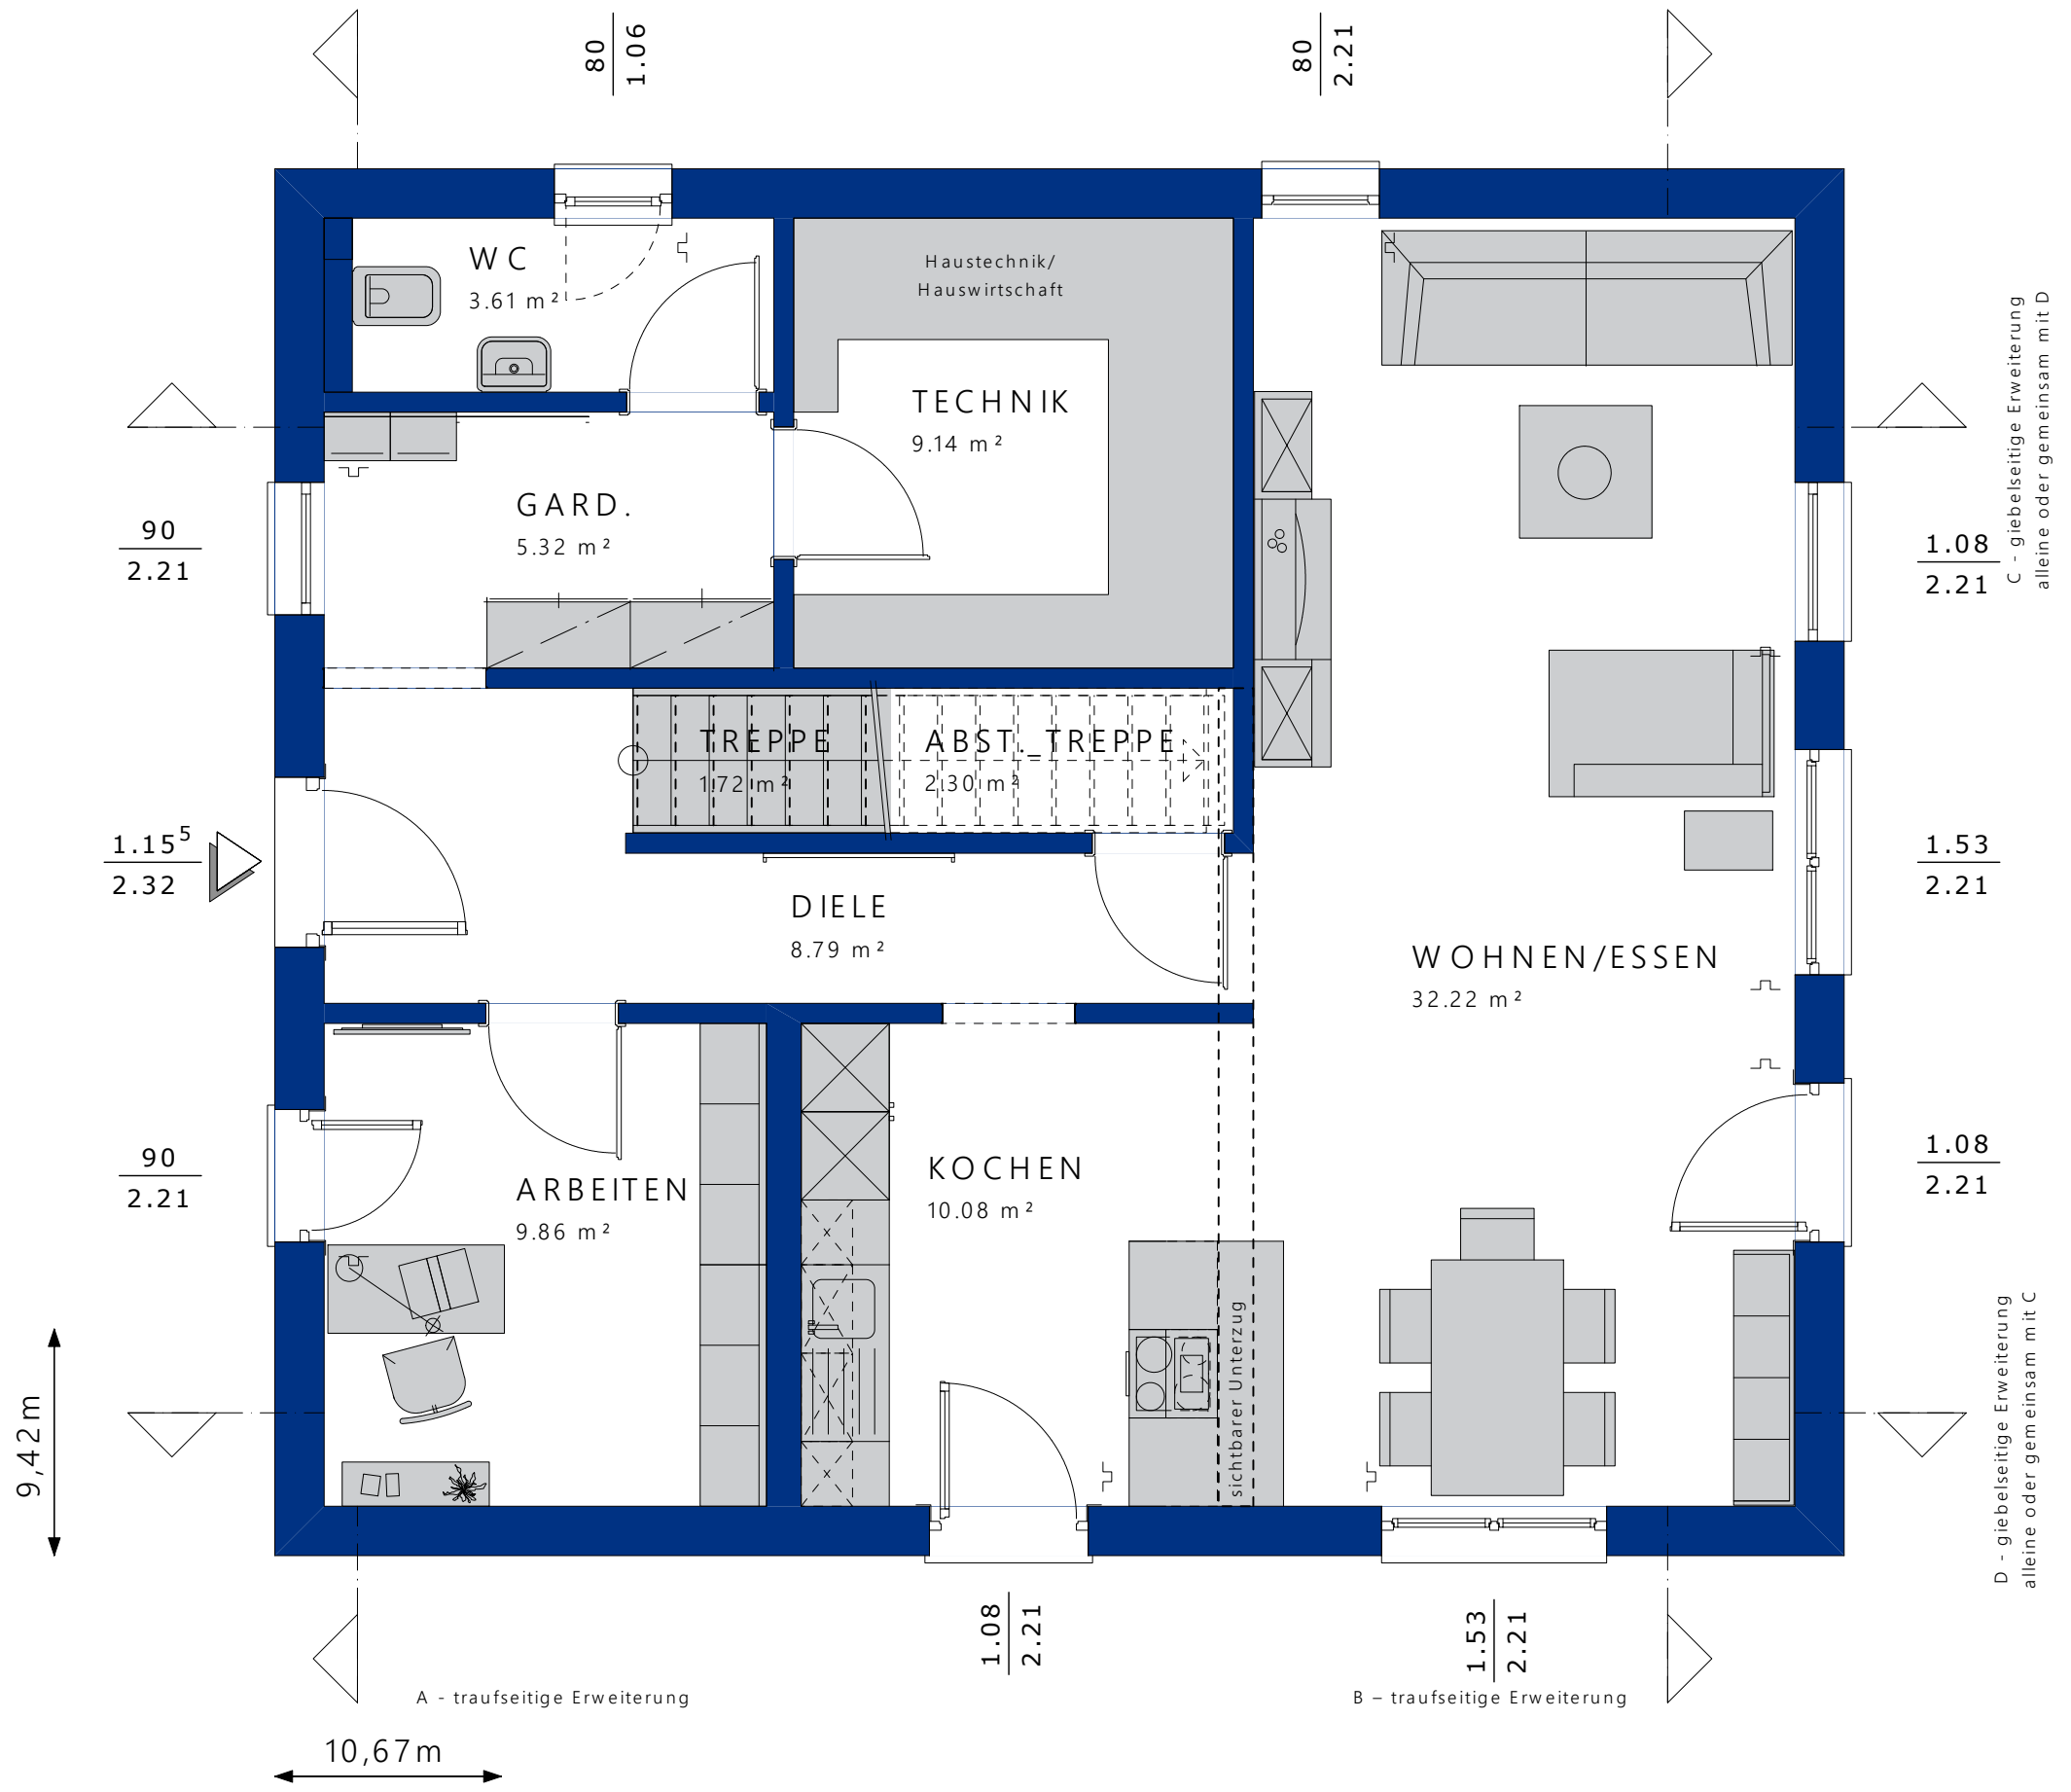 80
1.06
80
2.21
WC
3.61 m²
Haustechnik/
Hauswirtschaft
TECHNIK
9.14 m²
GARD.
5.32 m²
90
2.21
1.08
2.21
C - giebelseitige Erweiterung
alleine oder gemeinsam mit D
TREPPE
1.72 m²
ABST._TREPPE
2.30 m²
1.15⁵
2.32
1.53
2.21
DIELE
8.79 m²
WOHNEN/ESSEN
32.22 m²
90
2.21
ARBEITEN
9.86 m²
KOCHEN
10.08 m²
1.08
2.21
sichtbarer Unterzug
D - giebelseitige Erweiterung
alleine oder gemeinsam mit C
9,42m
1.08
2.21
1.53
2.21
A - traufseitige Erweiterung
B – traufseitige Erweiterung
10,67m